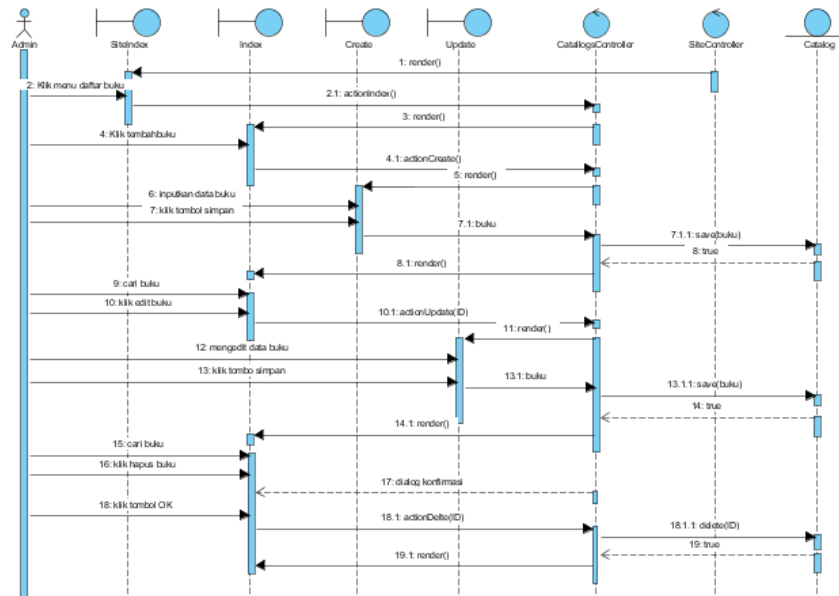 Admin
SiteIndex
Index
Create
Update
CatalogsController
SiteController
Catalog
1: render()
2: Klik menu daftar buku
2.1: actionIndex()
3: render()
4: Klik tembahbuku
4.1: actionCreate()
5: render()
6: inputkan data buku
7: klik tombol simpan
7.1: buku
7.1.1: save(buku)
8: true
8.1: render()
9: cari buku
10: klik edit buku
10.1: actionUpdate(ID)
11: render()
12: mengedit data buku
13: klik tombo simpan
13.1: buku
13.1.1: save(buku)
14: true
14.1: render()
15: cari buku
16: klik hapus buku
17: dialog konfirmasi
18: klik tombol OK
18.1: actionDelte(ID)
18.1.1: delete(ID)
19: true
19.1: render()